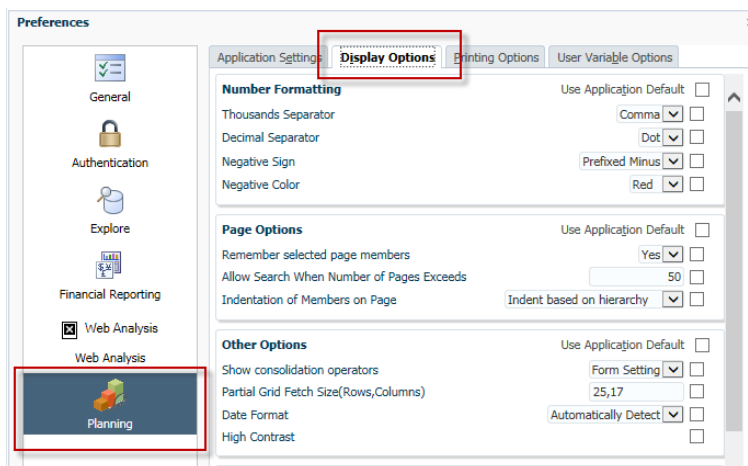 Preferences
General
Authentication
Explore
Financial Reporting
Web Analysis
Web Analysis
Planning
Application Settings Display Options Printing Options User Variable Options
Number Formatting Use Application Default
Thousands Separator Comma
Decimal Separator Dot
Negative Sign Prefixed Minus
Negative Color Red
Page Options Use Application Default
Remember selected page members Yes
Allow Search When Number of Pages Exceeds 50
Indentation of Members on Page Indent based on hierarchy
Other Options Use Application Default
Show consolidation operators Form Setting
Partial Grid Fetch Size(Rows,Columns) 25,17
Date Format Automatically Detect
High Contrast